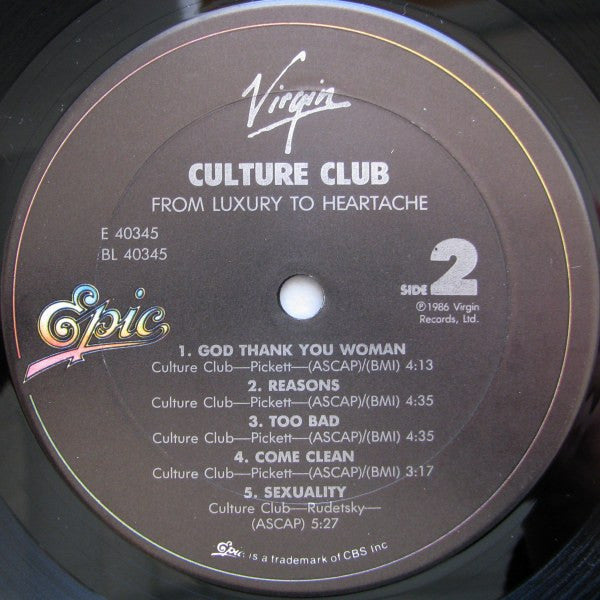 Virgin
CULTURE CLUB
FROM LUXURY TO HEARTACHE
E 40345
BL 40345
SIDE 2
℗1986 Virgin
Records, Ltd.
Epic
1. GOD THANK YOU WOMAN
Culture Club—Pickett—(ASCAP)/(BMI) 4:13
2. REASONS
Culture Club—Pickett—(ASCAP)/(BMI) 4:35
3. TOO BAD
Culture Club—Pickett—(ASCAP)/(BMI) 4:35
4. COME CLEAN
Culture Club—Pickett—(ASCAP)/(BMI) 3:17
5. SEXUALITY
Culture Club—Rudetsky—
(ASCAP) 5:27
Epic. is a trademark of CBS Inc